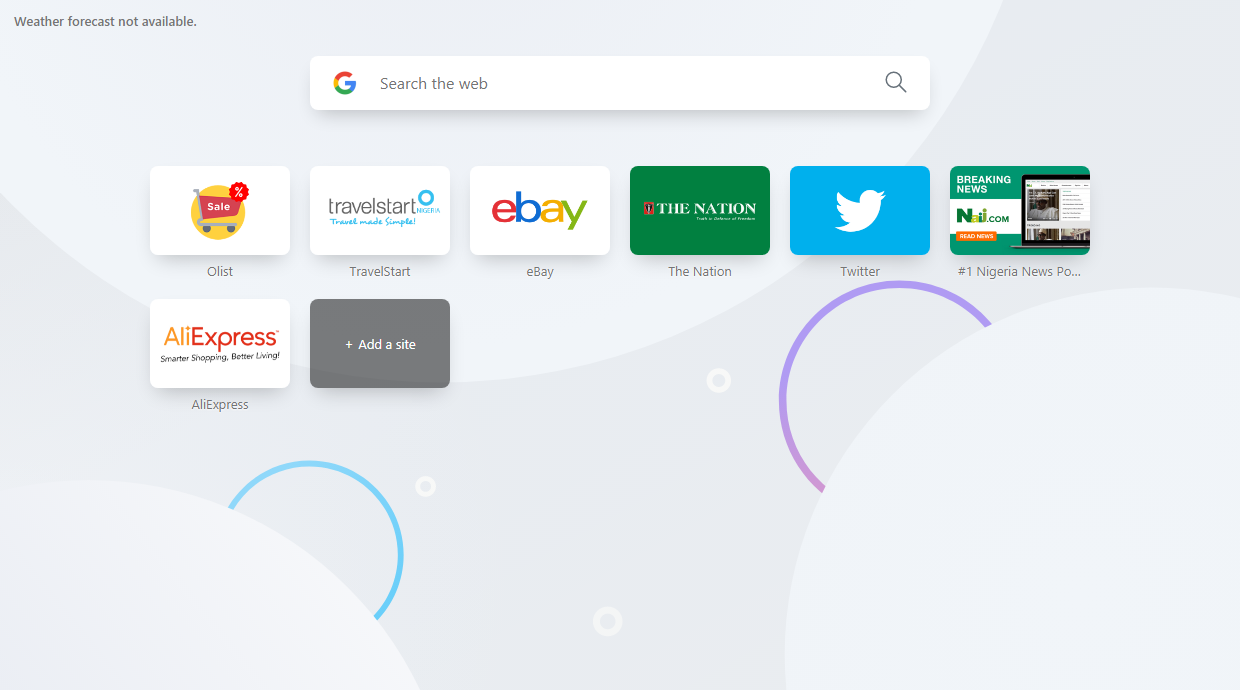 Weather forecast not available.
Search the web
%
Sale
travelstart
NIGERIA
Travel made Simple!
ebay
THE NATION
Truth in Defence of Freedom
BREAKING
NEWS
Naij.COM
READ NEWS
Olist
TravelStart
eBay
The Nation
Twitter
#1 Nigeria News Po...
AliExpress
Smarter Shopping, Better Living!
+ Add a site
AliExpress